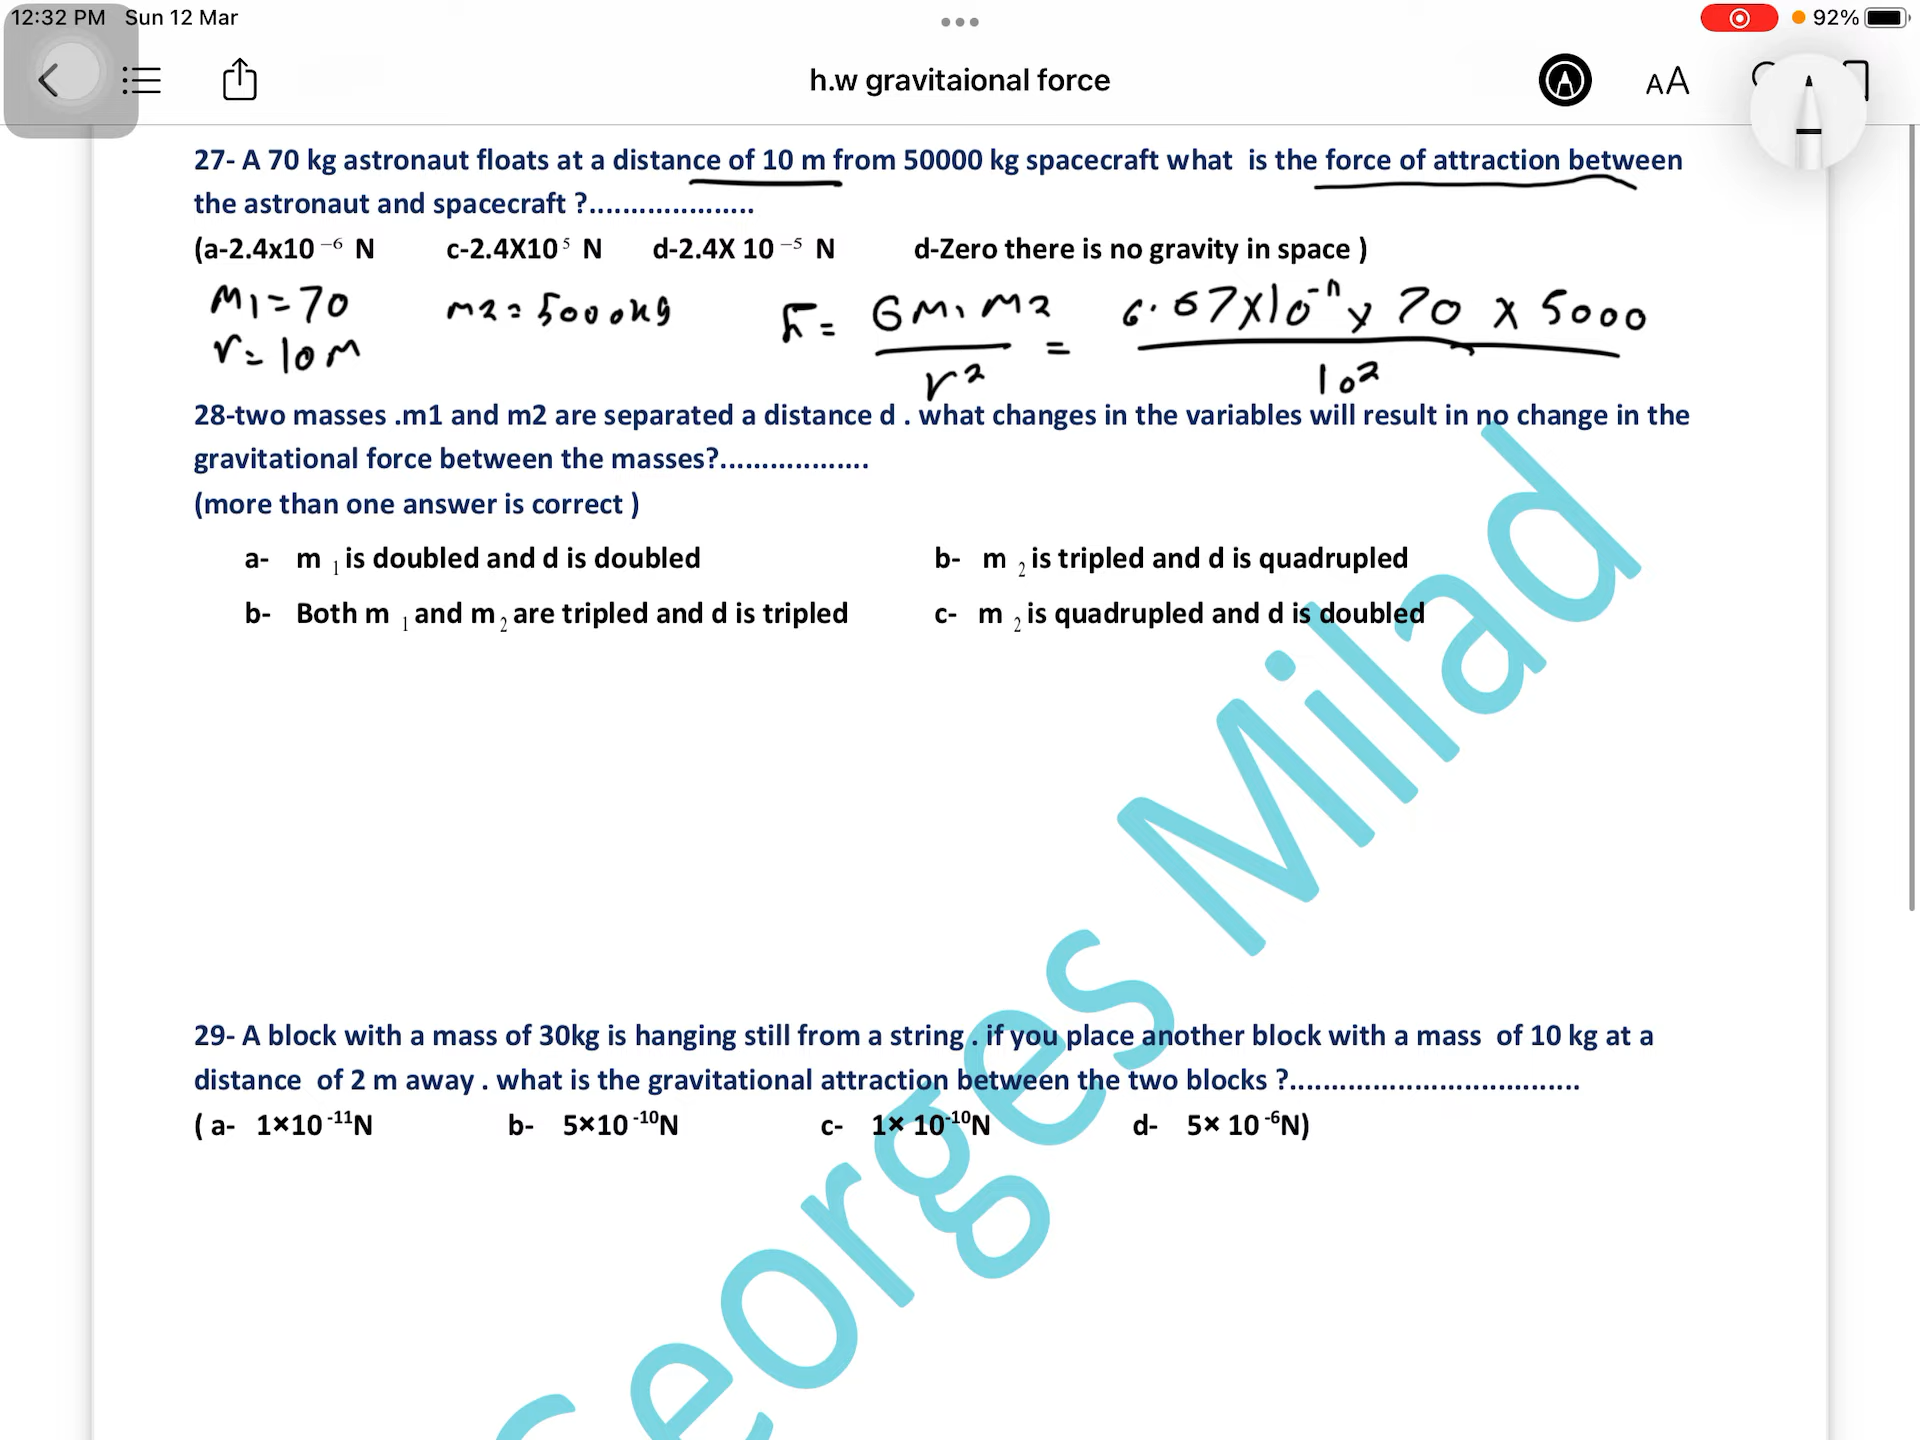 12:32 PM Sun 12 Mar
92%
h.w gravitaional force
AA
27- A 70 kg astronaut floats at a distance of 10 m from 50000 kg spacecraft what is the force of attraction between
the astronaut and spacecraft ?....................
(a-2.4x10⁻⁶ N c-2.4X10⁵ N d-2.4X 10⁻⁵ N d-Zero there is no gravity in space )
M1=70 m2=5000kg F = G M1 M2 / r² = 6.67x10⁻¹¹ x 70 x 5000 / 10²
r=10m
28-two masses .m1 and m2 are separated a distance d . what changes in the variables will result in no change in the
gravitational force between the masses?..................
(more than one answer is correct )
a- m₁ is doubled and d is doubled b- m₂ is tripled and d is quadrupled
b- Both m₁ and m₂ are tripled and d is tripled c- m₂ is quadrupled and d is doubled
29- A block with a mass of 30kg is hanging still from a string . if you place another block with a mass of 10 kg at a
distance of 2 m away . what is the gravitational attraction between the two blocks ?...................................
( a- 1×10⁻¹¹N b- 5×10⁻¹⁰N c- 1× 10⁻¹⁰N d- 5× 10⁻⁶N)
Georges Milad